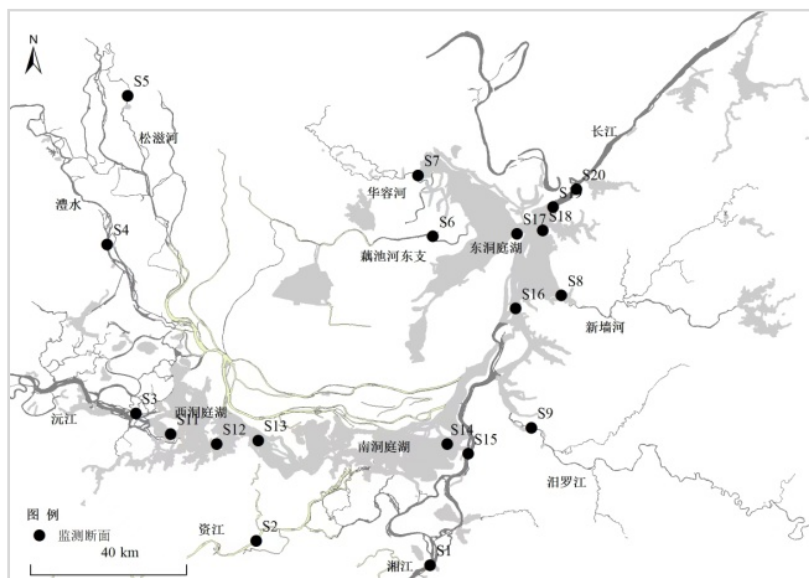 N
S5
松滋河
长江
S7
华容河
S20
S19
澧水
S6
S17
S18
S4
藕池河东支
东洞庭湖
S8
S16
新墙河
S3
西洞庭湖
沅江
S11
S12
S13
S14
S9
南洞庭湖
S15
汨罗江
图 例
监测断面
资江
S2
40 km
湘江
S1